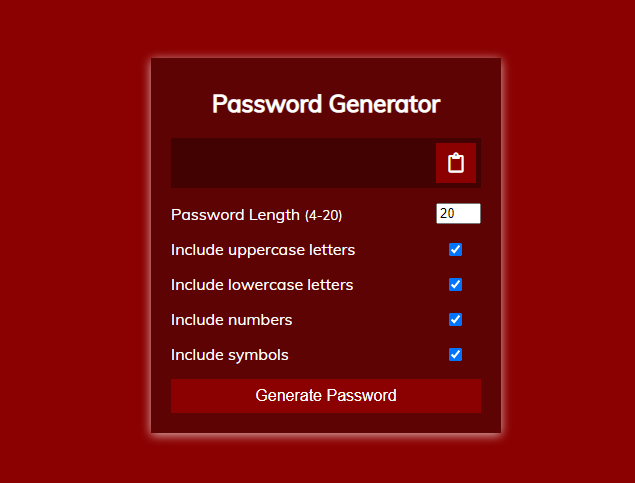 Password Generator
Password Length (4-20) 20
Include uppercase letters
Include lowercase letters
Include numbers
Include symbols
Generate Password